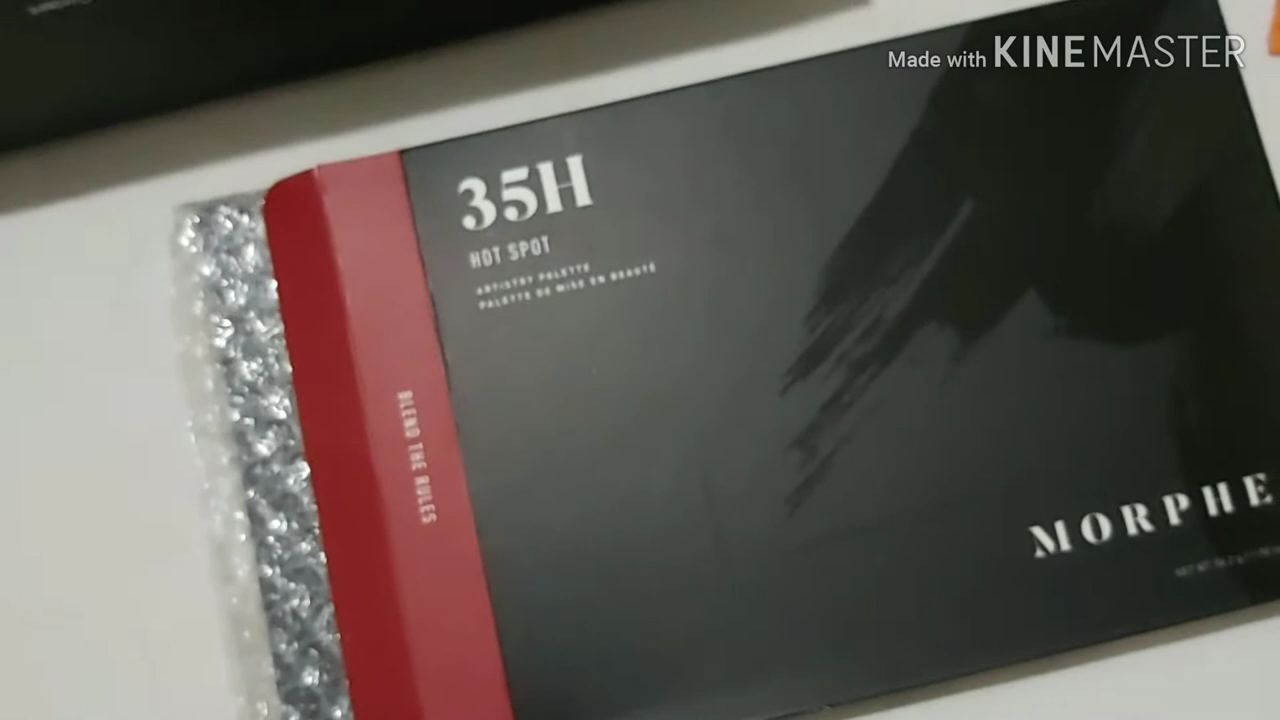 Made with KINEMASTER
35H
HOT SPOT
ARTISTRY PALETTE
PALETTE DE MISE EN BEAUTÉ
BLEND THE RULES
MORPHE